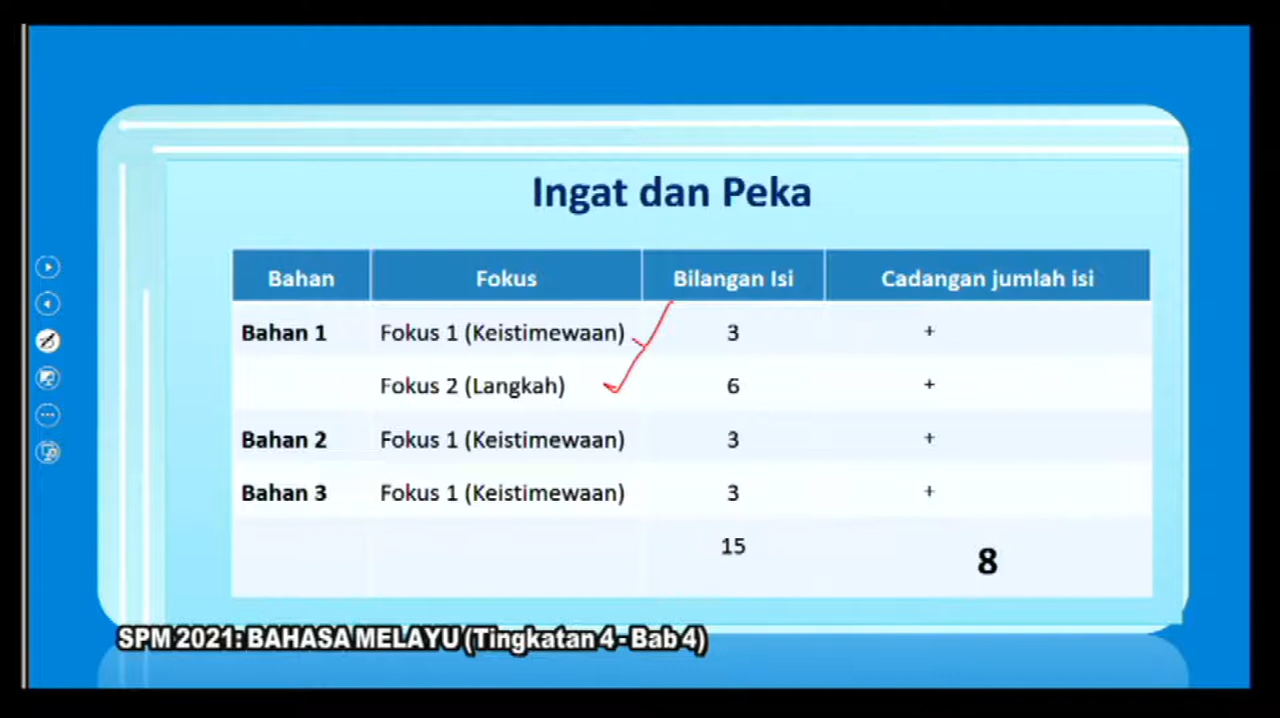 Ingat dan Peka
Bahan Fokus Bilangan Isi Cadangan jumlah isi
Bahan 1 Fokus 1 (Keistimewaan) 3 +
Fokus 2 (Langkah) 6 +
Bahan 2 Fokus 1 (Keistimewaan) 3 +
Bahan 3 Fokus 1 (Keistimewaan) 3 +
15 8
SPM 2021: BAHASA MELAYU (Tingkatan 4 - Bab 4)